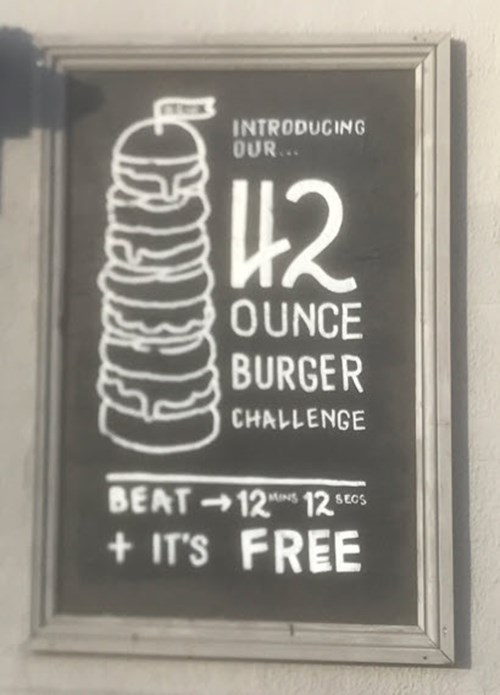 INTRODUCING
OUR...
42
OUNCE
BURGER
CHALLENGE
BEAT → 12 MINS 12 SECS
+ IT'S FREE